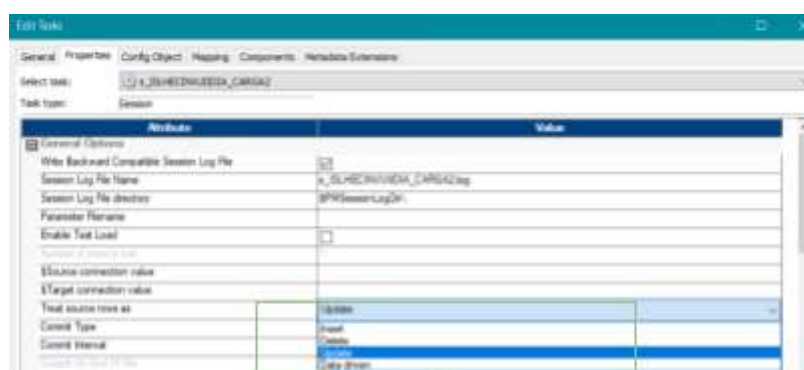 Edit Tasks
General Properties Config Object Mapping Components Metadata Extensions
Select task:
Task type: Session
Attribute Value
General Options
Write Backward Compatible Session Log File
Session Log File Name
Session Log File directory $PMSessionLogDir\
Parameter Filename
Enable Test Load
$Source connection value
$Target connection value
Treat source rows as Update
Commit Type Insert
Delete
Commit Interval Update
Data driven